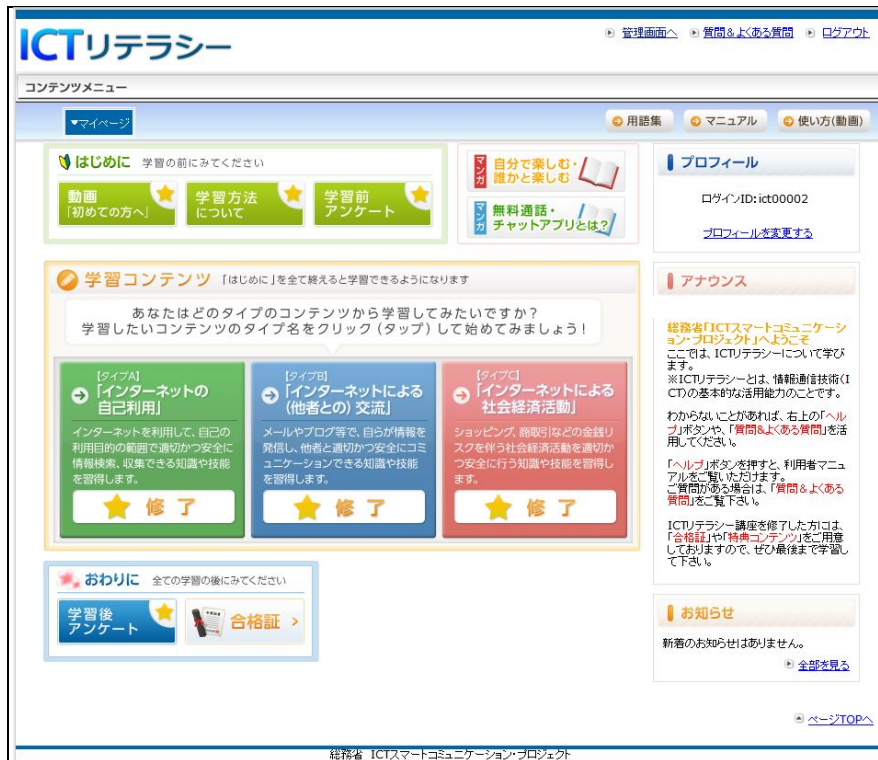 ICTリテラシー
管理画面へ
質問&よくある質問
ログアウト
コンテンツメニュー
▼マイページ
用語集
マニュアル
使い方(動画)
はじめに 学習の前にみてください
動画
「初めての方へ」
学習方法
について
学習前
アンケート
マンガ
自分で楽しむ・
誰かと楽しむ
マンガ
無料通話・
チャットアプリとは?
プロフィール
ログインID:ict00002
プロフィールを変更する
学習コンテンツ 「はじめに」を全て終えると学習できるようになります
あなたはどのタイプのコンテンツから学習してみたいですか?
学習したいコンテンツのタイプ名をクリック(タップ)して始めてみましょう!
[タイプA]
「インターネットの
自己利用」
インターネットを利用して、自己の
利用目的の範囲で適切かつ安全に
情報検索、収集できる知識や技能
を習得します。
修了
[タイプB]
「インターネットによる
(他者との) 交流」
メールやブログ等で、自らが情報を
発信し、他者と適切かつ安全にコミ
ュニケーションできる知識や技能
を習得します。
修了
[タイプC]
「インターネットによる
社会経済活動」
ショッピング、商取引などの金銭リ
スクを伴う社会経済活動を適切か
つ安全に行う知識や技能を習得し
ます。
修了
おわりに 全ての学習の後にみてください
学習後
アンケート
合格証
アナウンス
総務省「ICTスマートコミュニケーシ
ョン・プロジェクト」へようこそ
ここでは、ICTリテラシーについて学び
ます。
※ICTリテラシーとは、情報通信技術(I
CT)の基本的な活用能力のことです。
わからないことがあれば、右上の「ヘル
プ」ボタンや、「質問&よくある質問」を活
用してください。
「ヘルプ」ボタンを押すと、利用者マニュ
アルをご覧いただけます。
ご質問がある場合は、「質問&よくある
質問」をご覧下さい。
ICTリテラシー講座を修了した方には、
「合格証」や「特典コンテンツ」をご用意
しておりますので、ぜひ最後まで学習し
て下さい。
お知らせ
新着のお知らせはありません。
全部を見る
ページTOPへ
総務省 ICTスマートコミュニケーション・プロジェクト